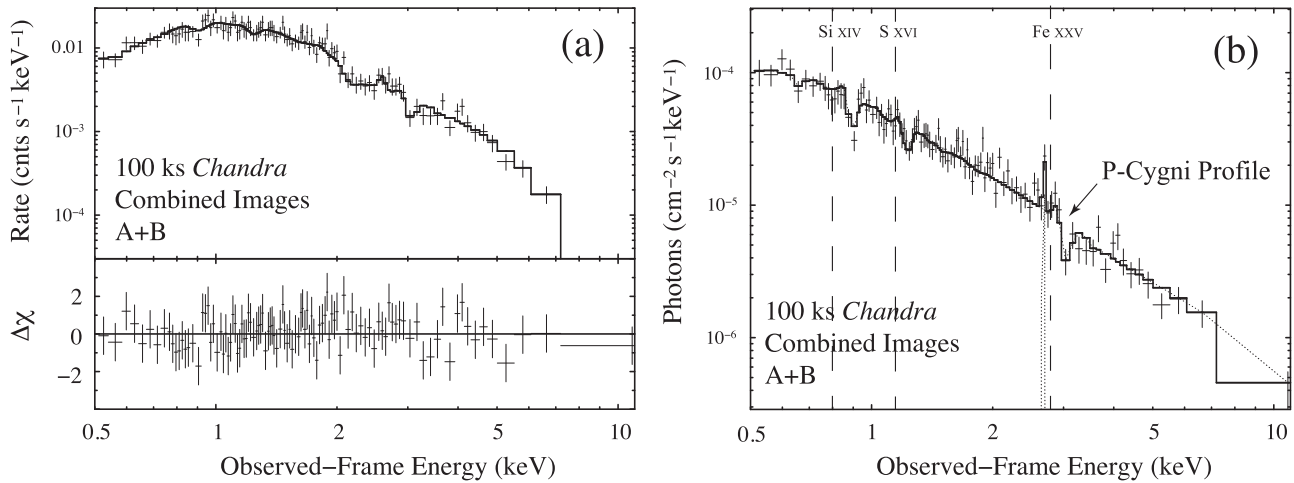 (a)
0.01
10⁻³
10⁻⁴
Rate (cnts s⁻¹ keV⁻¹)
100 ks Chandra
Combined Images
A+B
2
0
−2
Δχ
0.5 1 2 5 10
Observed−Frame Energy (keV)
Si XIV S XVI Fe XXV
(b)
10⁻⁴
10⁻⁵
10⁻⁶
Photons (cm⁻² s⁻¹keV⁻¹)
P-Cygni Profile
100 ks Chandra
Combined Images
A+B
0.5 1 2 5 10
Observed−Frame Energy (keV)